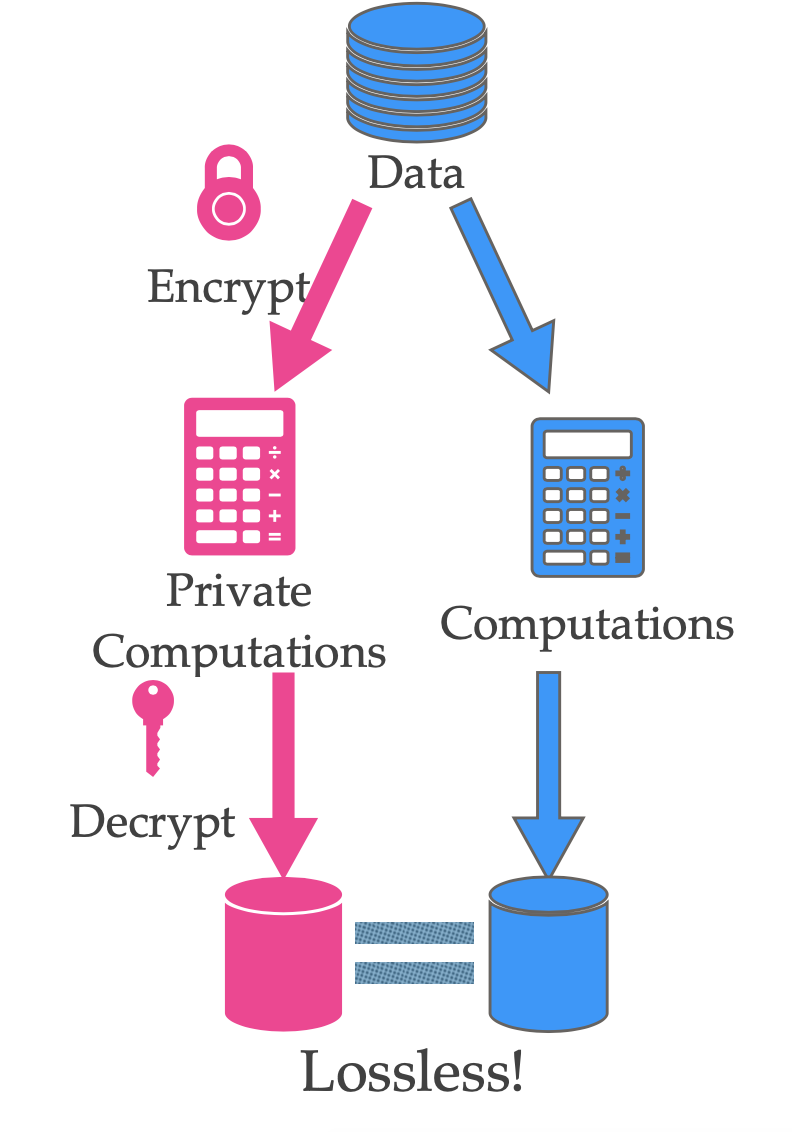 Data
Encrypt
Private
Computations
Computations
Decrypt
Lossless!